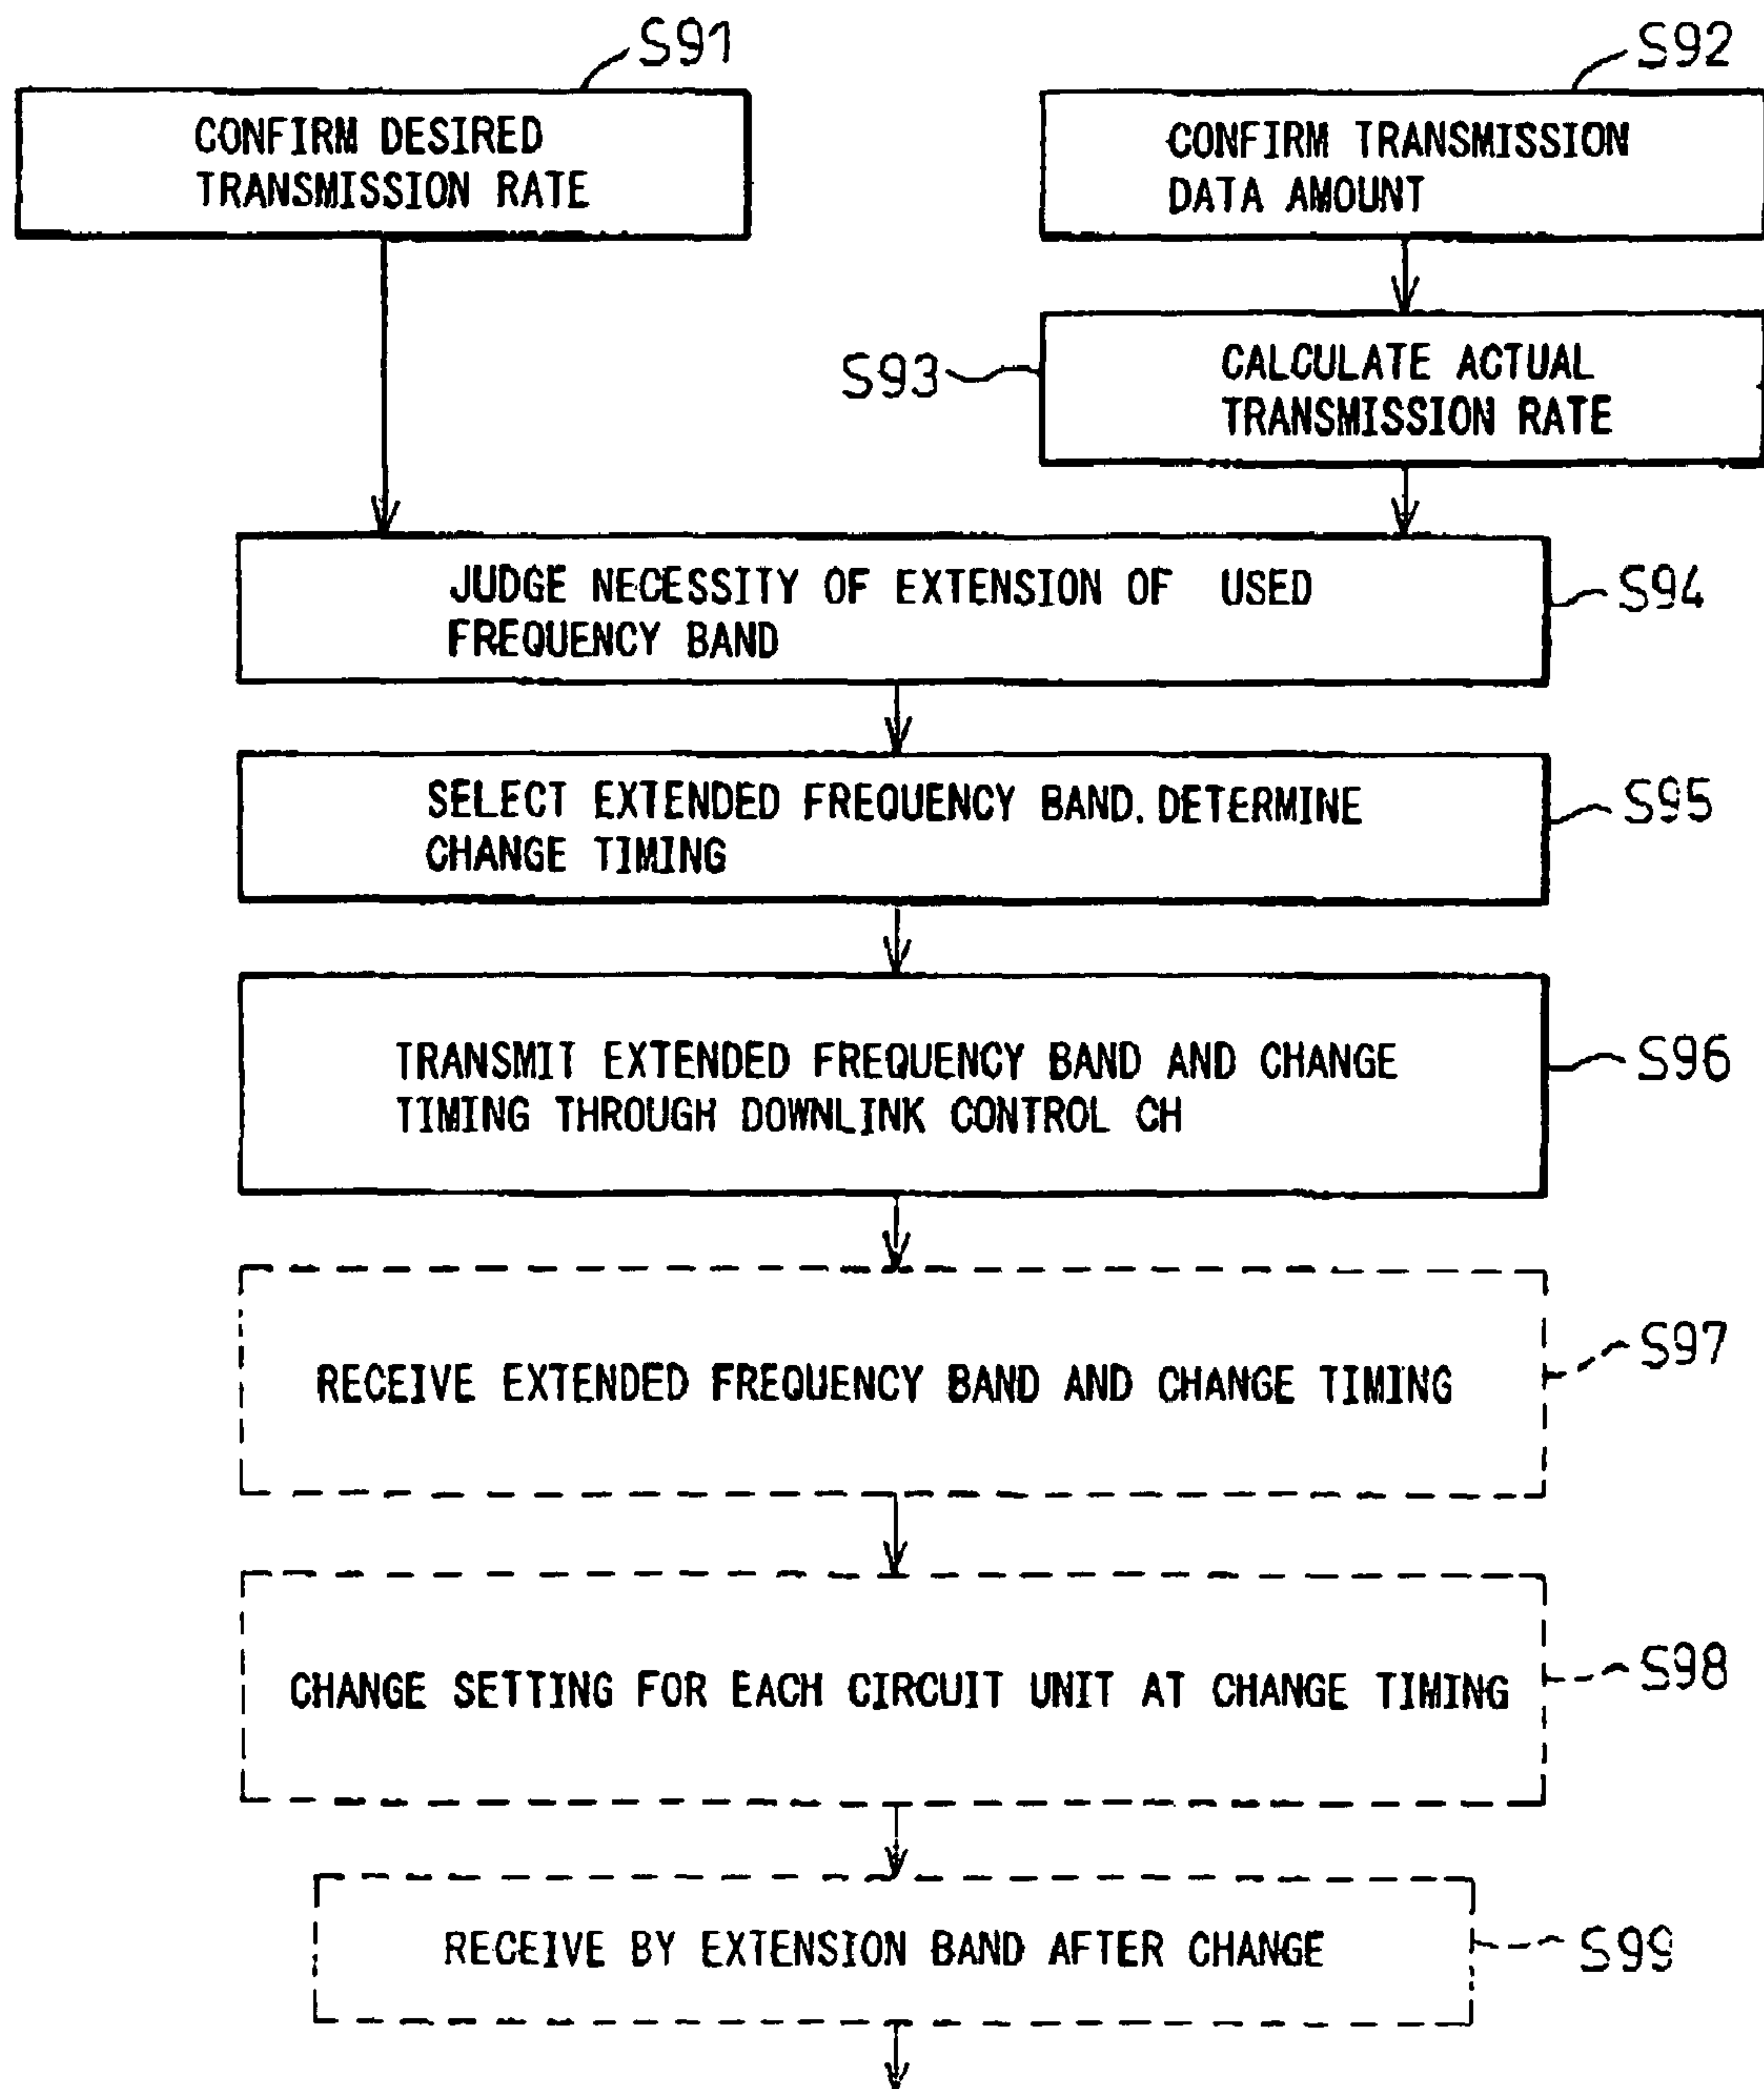 S91
CONFIRM DESIRED
TRANSMISSION RATE
S92
CONFIRM TRANSMISSION
DATA AMOUNT
S93
CALCULATE ACTUAL
TRANSMISSION RATE
JUDGE NECESSITY OF EXTENSION OF USED
FREQUENCY BAND
S94
SELECT EXTENDED FREQUENCY BAND. DETERMINE
CHANGE TIMING
S95
TRANSMIT EXTENDED FREQUENCY BAND AND CHANGE
TIMING THROUGH DOWNLINK CONTROL CH
S96
RECEIVE EXTENDED FREQUENCY BAND AND CHANGE TIMING
S97
CHANGE SETTING FOR EACH CIRCUIT UNIT AT CHANGE TIMING
S98
RECEIVE BY EXTENSION BAND AFTER CHANGE
S99